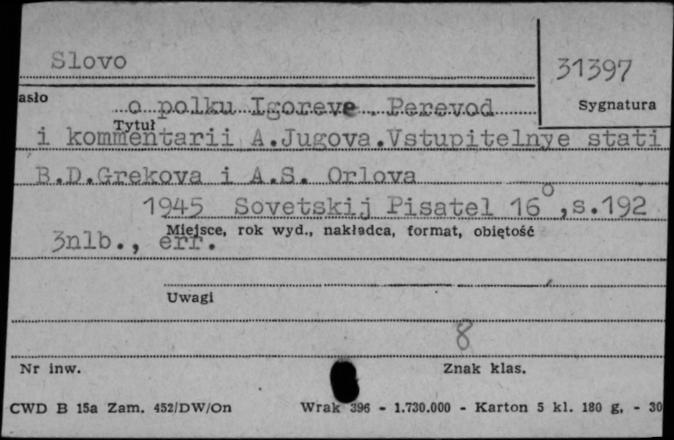 Slovo
31397
asło
o polku Igoreve. Perevod
Sygnatura
Tytuł
i kommentarii A.Jugova.Vstupitelnye stati
B.D.Grekova i A.S. Orlova
1945 Sovetskij Pisatel 16°,s.192
Miejsce, rok wyd., nakładca, format, objętość
3nlb., err.
Uwagi
8
Nr inw.
Znak klas.
CWD B 15a Zam. 452/DW/On Wrak 396 - 1.730.000 - Karton 5 kl. 180 g. - 30